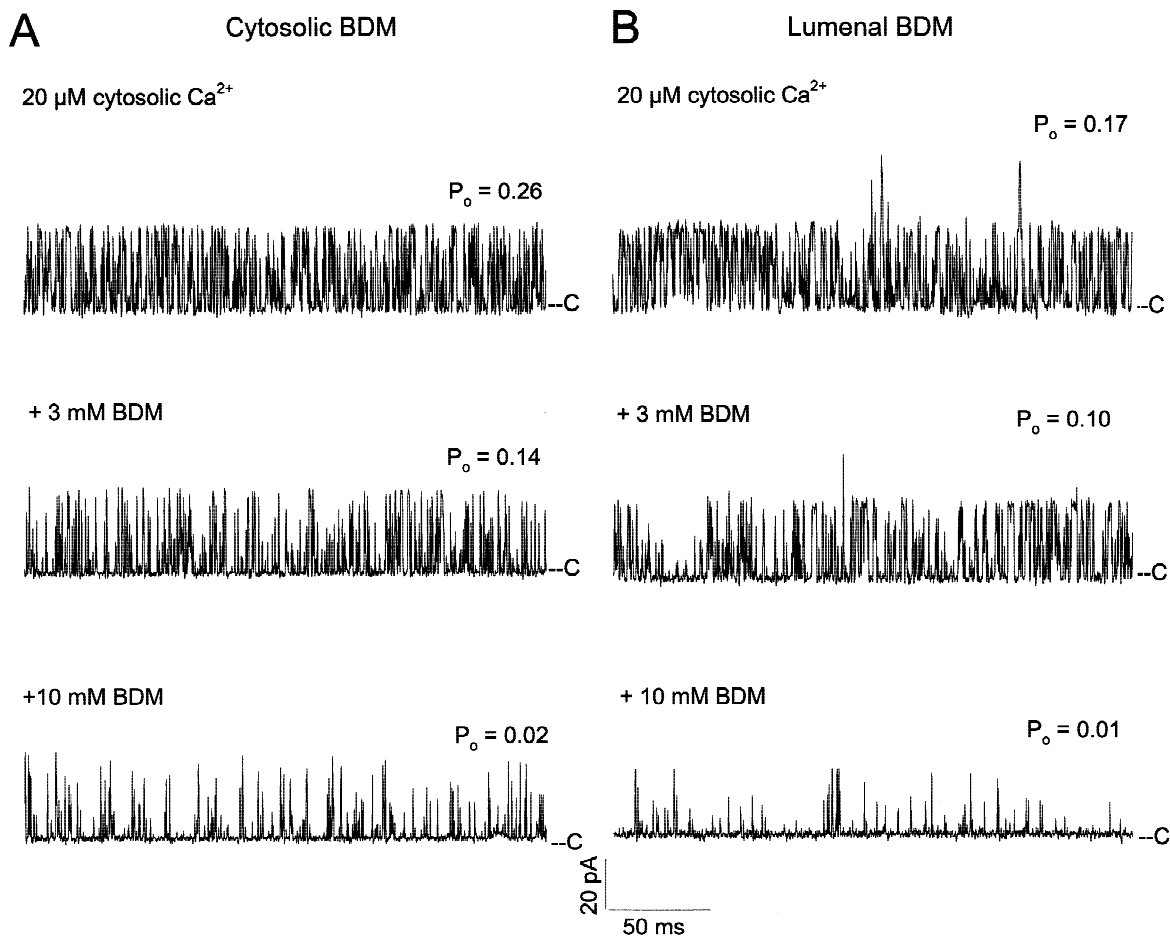 A Cytosolic BDM
20 µM cytosolic Ca²⁺
Pₒ = 0.26
--C
+ 3 mM BDM
Pₒ = 0.14
--C
+10 mM BDM
Pₒ = 0.02
--C
B Lumenal BDM
20 µM cytosolic Ca²⁺
Pₒ = 0.17
--C
+ 3 mM BDM
Pₒ = 0.10
--C
+ 10 mM BDM
Pₒ = 0.01
--C
20 pA
50 ms